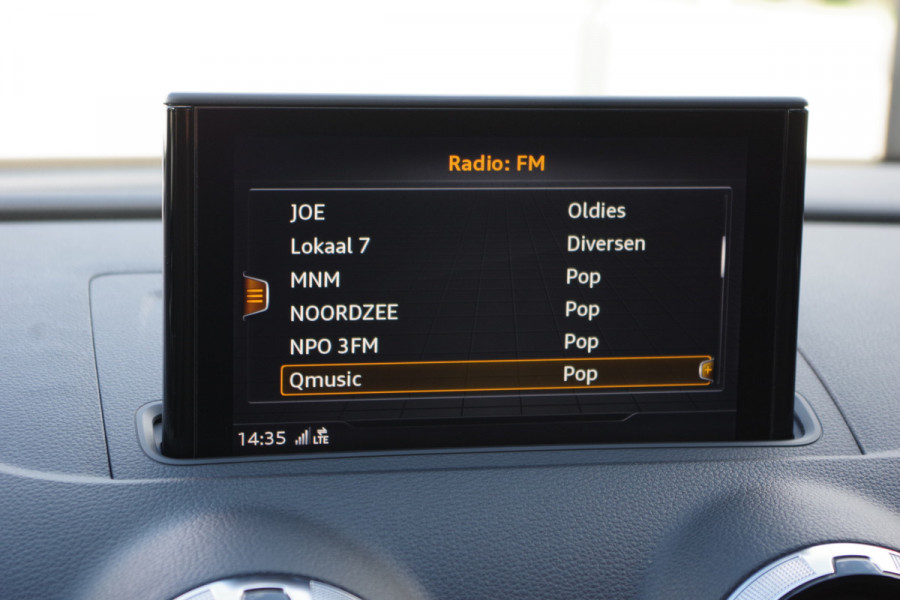 Radio: FM
JOE Oldies
Lokaal 7 Diversen
MNM Pop
NOORDZEE Pop
NPO 3FM Pop
Qmusic Pop
14:35 LTE